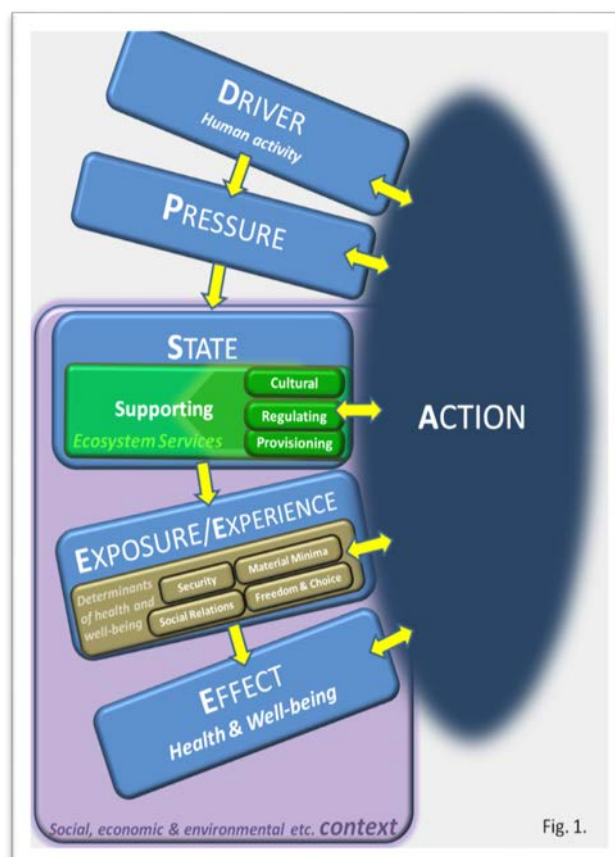 DRIVER
Human activity
PRESSURE
STATE
Supporting
Ecosystem Services
Cultural
Regulating
Provisioning
ACTION
EXPOSURE/EXPERIENCE
Determinants
of health and
well-being
Security
Material Minima
Social Relations
Freedom & Choice
EFFECT
Health & Well-being
Social, economic & environmental etc. context
Fig. 1.